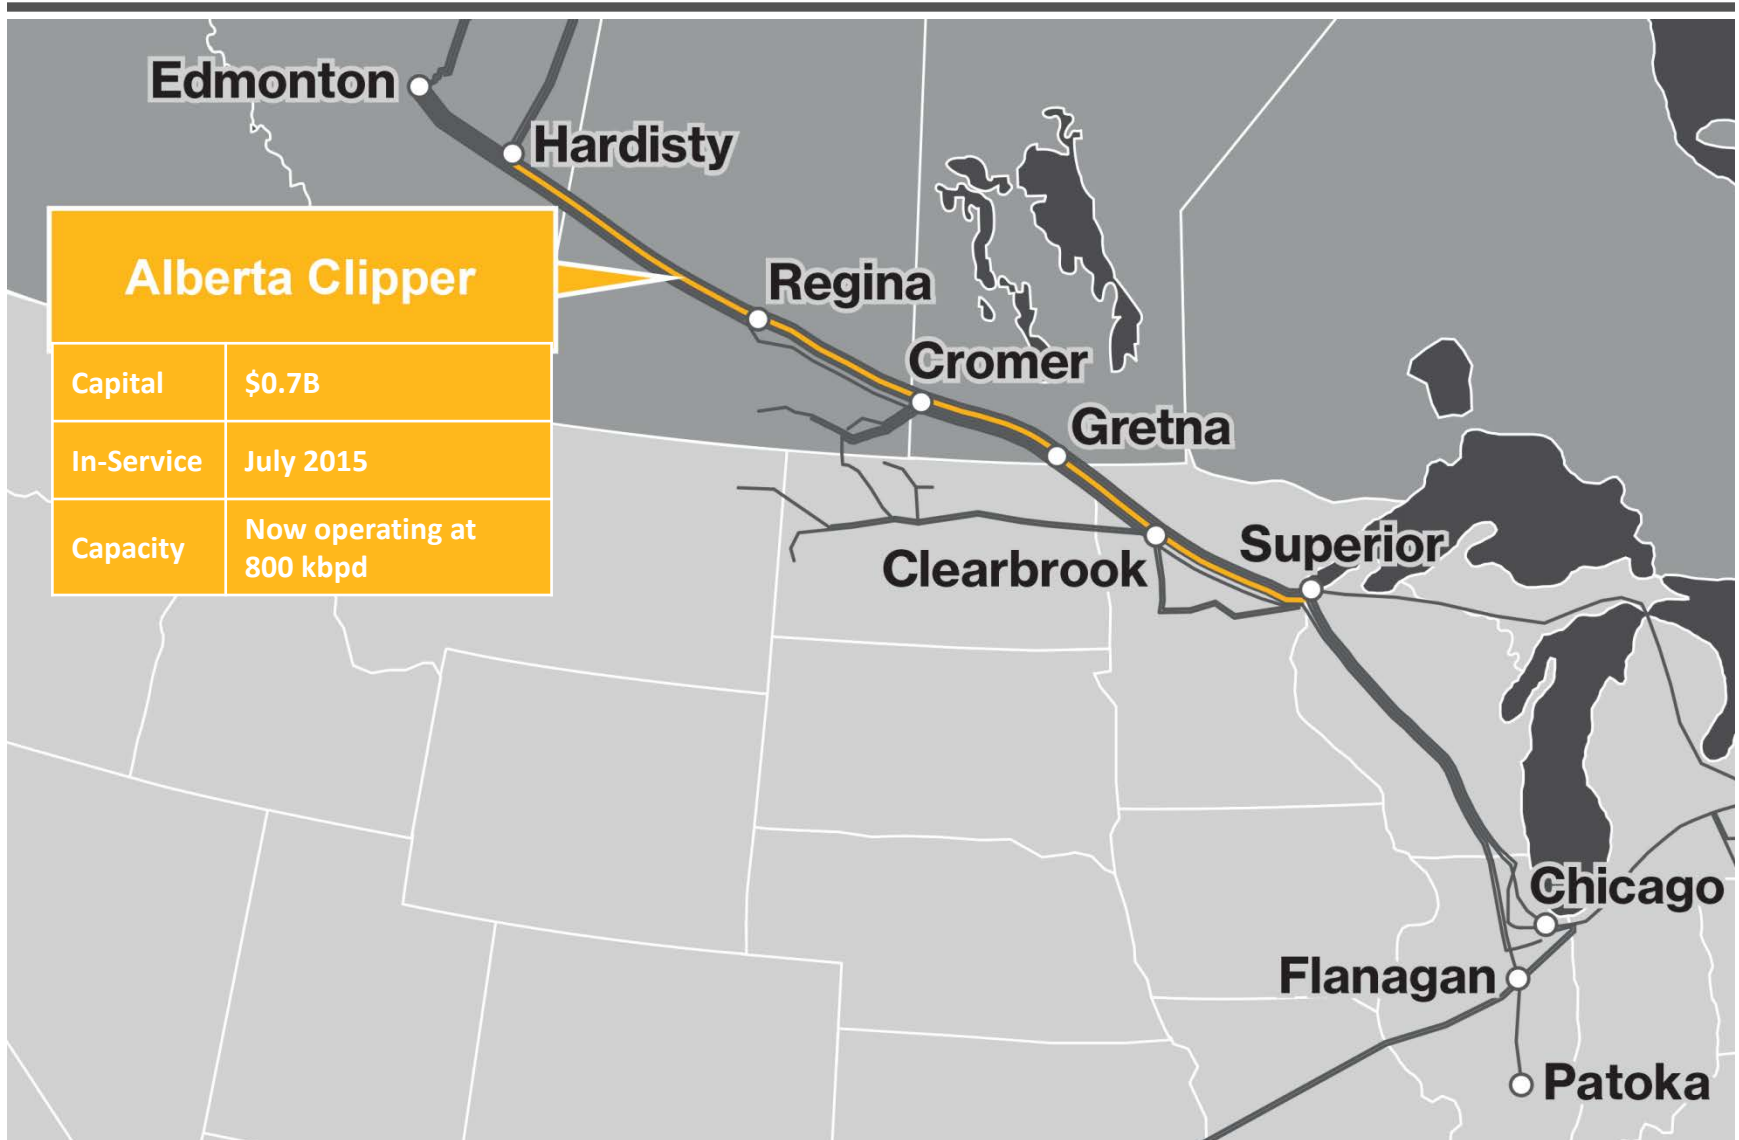 Edmonton
Hardisty
Alberta Clipper
Regina
Capital $0.7B
Cromer
In-Service July 2015
Gretna
Capacity Now operating at
800 kbpd
Clearbrook
Superior
Chicago
Flanagan
Patoka